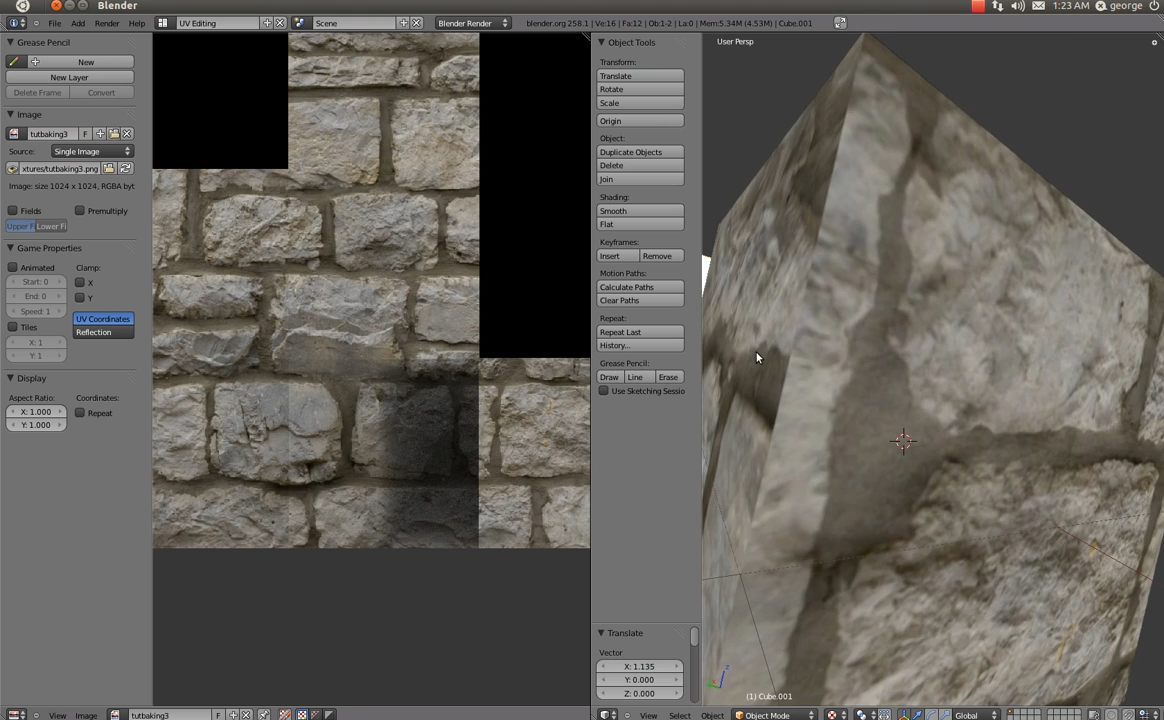 Blender
1:23 AM george
File Add Render Help UV Editing Scene Blender Render blender.org 258.1 | Ve:16 | Fa:12 | Ob:1-2 | La:0 | Mem:5.34M (4.53M) | Cube.001
Grease Pencil
New
New Layer
Delete Frame Convert
Image
tutbaking3 F
Source: Single Image
xtures/tutbaking3.png
Image: size 1024 x 1024, RGBA byt
Fields Premultiply
Upper F Lower Fi
Game Properties
Animated Clamp:
Start: 0 X
End: 0 Y
Speed: 1
UV Coordinates
Tiles Reflection
X: 1
Y: 1
Display
Aspect Ratio: Coordinates:
X: 1.000 Repeat
Y: 1.000
View Image tutbaking3 F
Object Tools
Transform:
Translate
Rotate
Scale
Origin
Object:
Duplicate Objects
Delete
Join
Shading:
Smooth
Flat
Keyframes:
Insert Remove
Motion Paths:
Calculate Paths
Clear Paths
Repeat:
Repeat Last
History...
Grease Pencil:
Draw Line Erase
Use Sketching Sessio
Translate
Vector
X: 1.135
Y: 0.000
Z: 0.000
User Persp
z
(1) Cube.001
View Select Object Object Mode Global